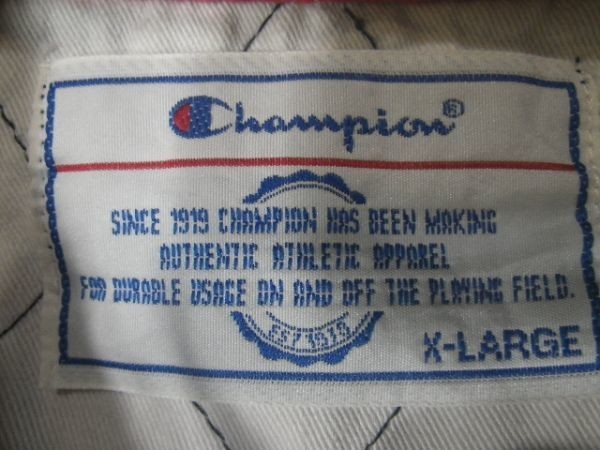 Champion®
SINCE 1919 CHAMPION HAS BEEN MAKING
AUTHENTIC ATHLETIC APPAREL
FOR DURABLE USAGE ON AND OFF THE PLAYING FIELD.
EST. 1919
X-LARGE